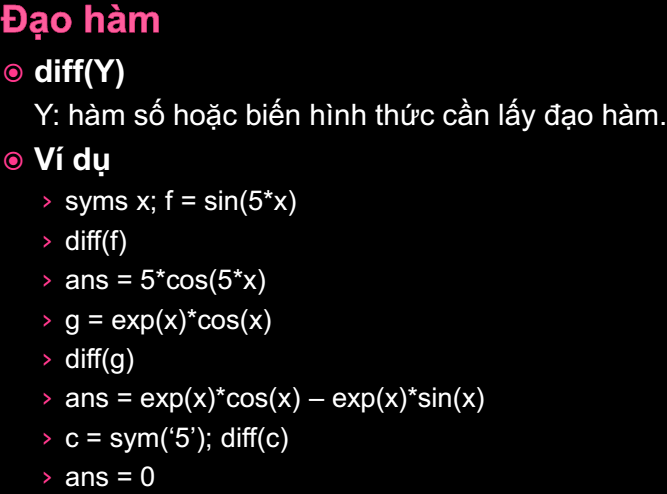 Đạo hàm
diff(Y)
Y: hàm số hoặc biến hình thức cần lấy đạo hàm.
Ví dụ
syms x; f = sin(5*x)
diff(f)
ans = 5*cos(5*x)
g = exp(x)*cos(x)
diff(g)
ans = exp(x)*cos(x) – exp(x)*sin(x)
c = sym(‘5’); diff(c)
ans = 0